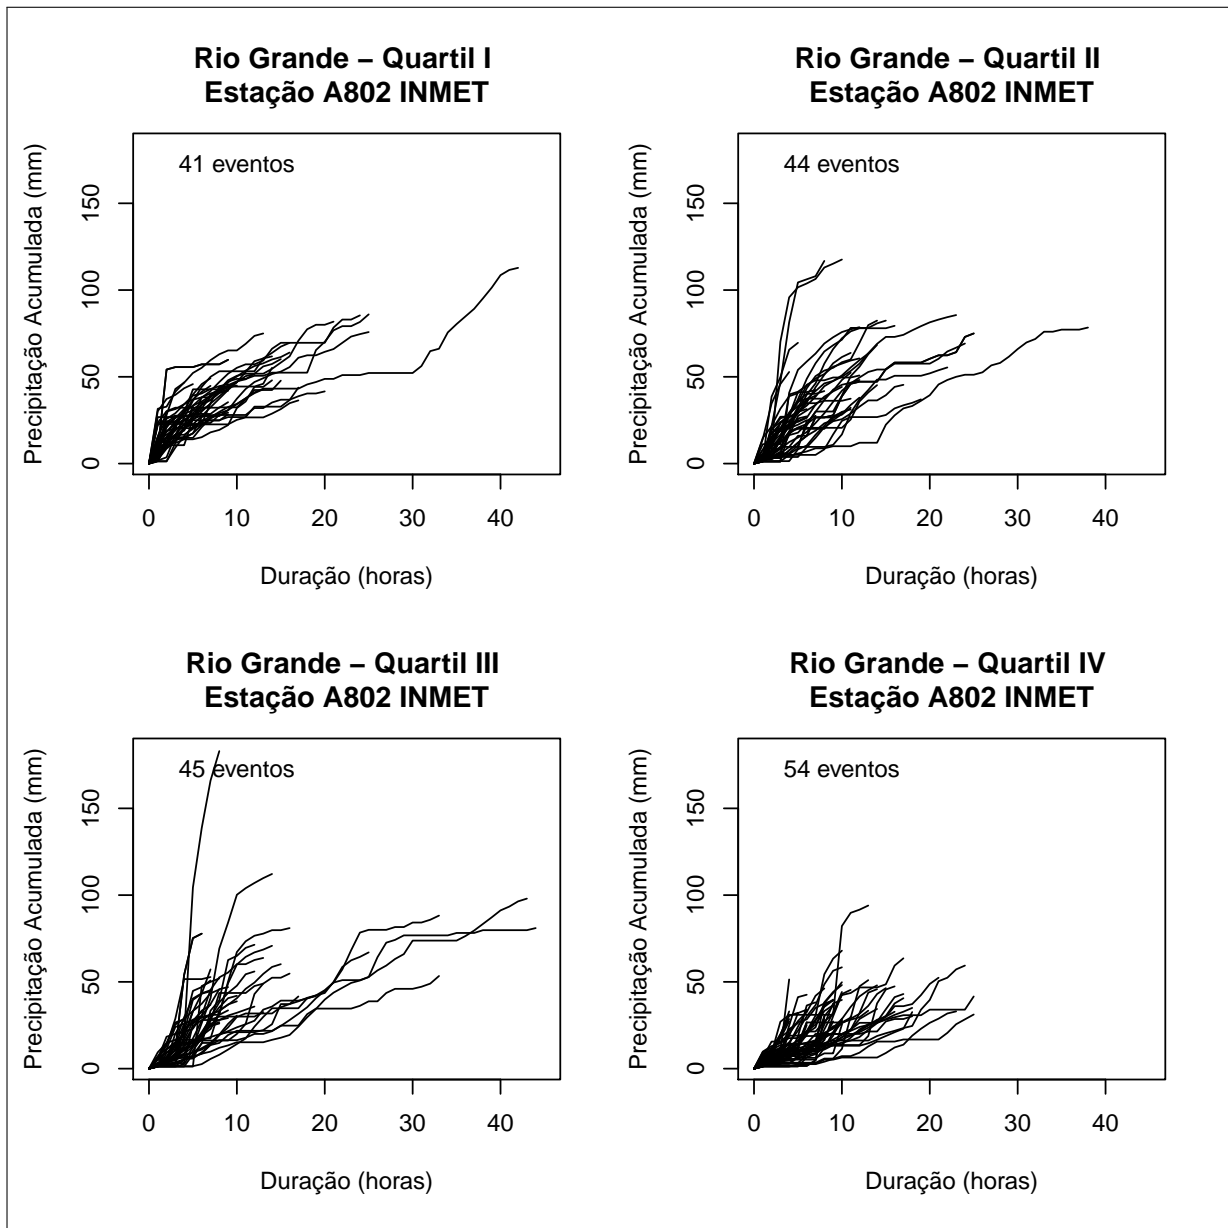 Rio Grande – Quartil I
Estação A802 INMET
41 eventos
Precipitação Acumulada (mm)
0 50 100 150
0 10 20 30 40
Duração (horas)
Rio Grande – Quartil II
Estação A802 INMET
44 eventos
Precipitação Acumulada (mm)
0 50 100 150
0 10 20 30 40
Duração (horas)
Rio Grande – Quartil III
Estação A802 INMET
45 eventos
Precipitação Acumulada (mm)
0 50 100 150
0 10 20 30 40
Duração (horas)
Rio Grande – Quartil IV
Estação A802 INMET
54 eventos
Precipitação Acumulada (mm)
0 50 100 150
0 10 20 30 40
Duração (horas)